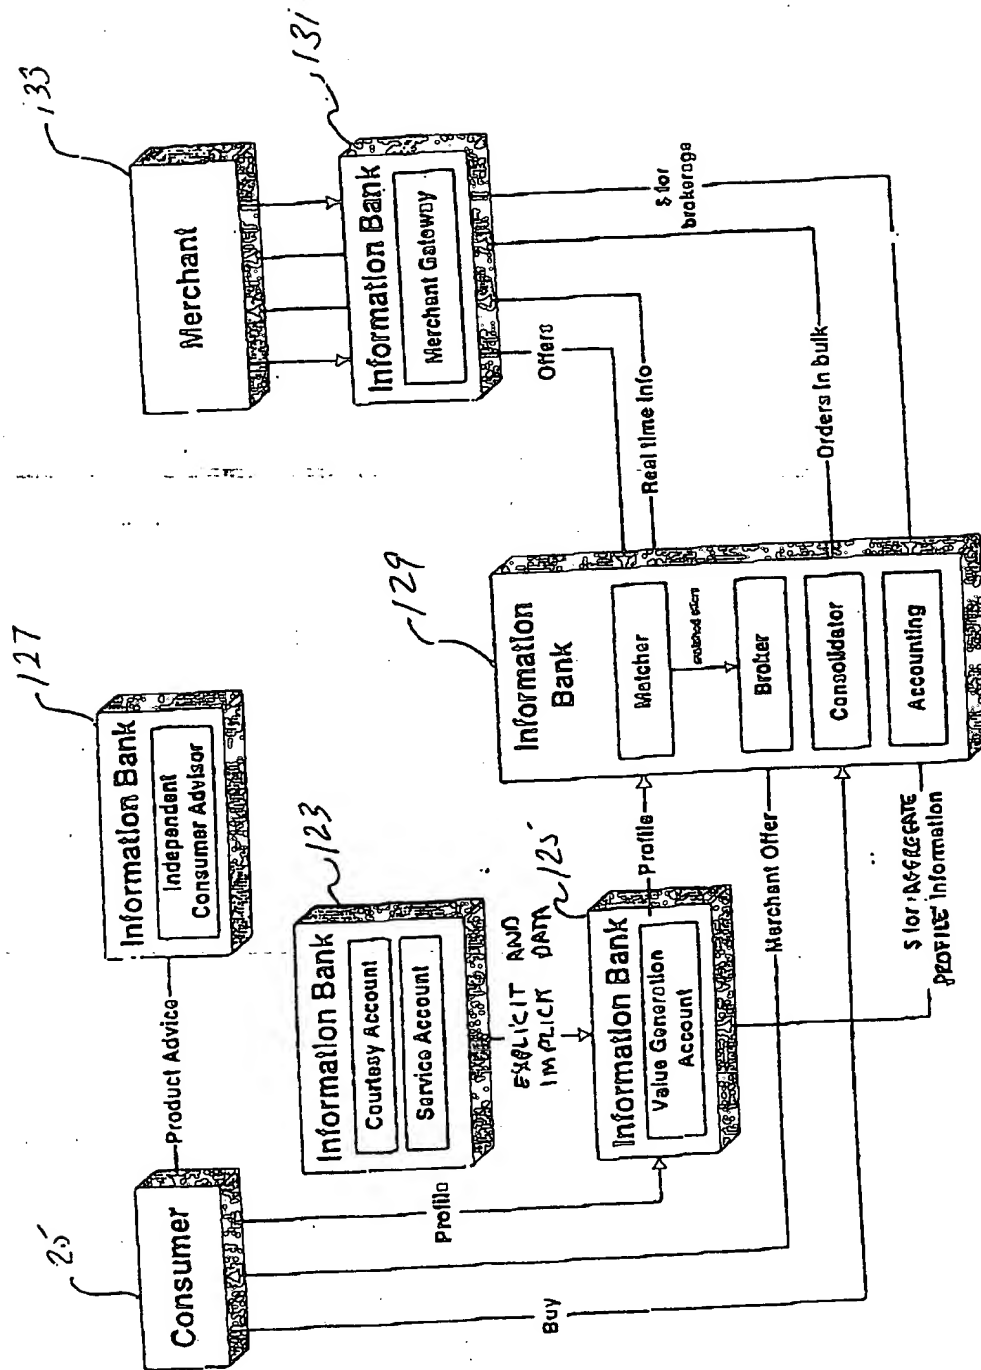 133
Merchant
131
Information Bank
Merchant Gateway
Offers
Real time Info
Orders in bulk
$ for
brokerage
127
Information Bank
Independent
Consumer Advisor
Product Advice
25
Consumer
123
Information Bank
Courtesy Account
Service Account
EXPLICIT AND
IMPLICIT DATA
125
Information Bank
Value Generation
Account
Profile
Profile
Merchant Offer
Buy
$ for AGGREGATE
PROFILE Information
129
Information
Bank
Matcher
Broker
Consolidator
Accounting